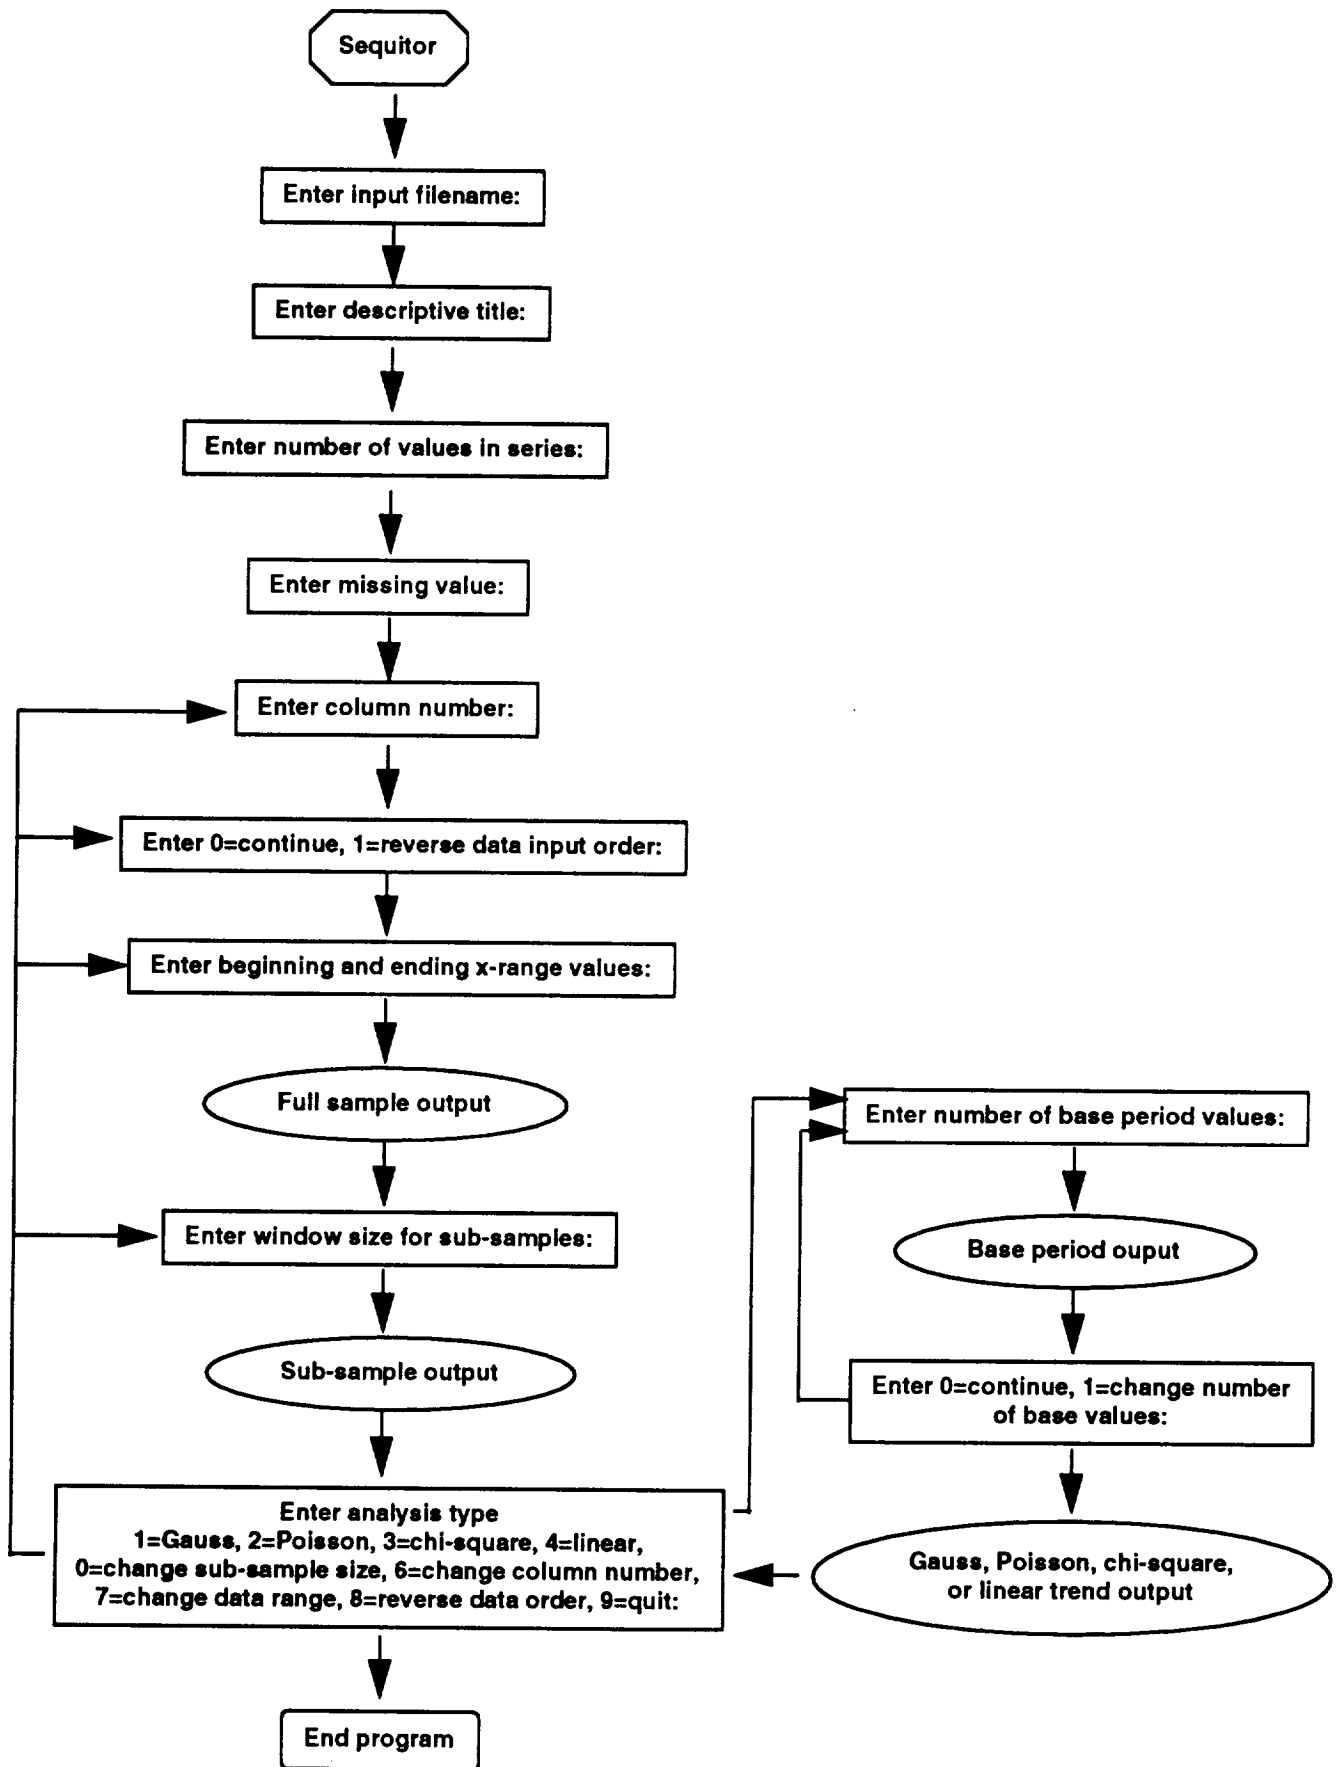 Sequitor
Enter input filename:
Enter descriptive title:
Enter number of values in series:
Enter missing value:
Enter column number:
Enter 0=continue, 1=reverse data input order:
Enter beginning and ending x-range values:
Full sample output
Enter window size for sub-samples:
Sub-sample output
Enter analysis type
1=Gauss, 2=Poisson, 3=chi-square, 4=linear,
0=change sub-sample size, 6=change column number,
7=change data range, 8=reverse data order, 9=quit:
End program
Enter number of base period values:
Base period ouput
Enter 0=continue, 1=change number
of base values:
Gauss, Poisson, chi-square,
or linear trend output